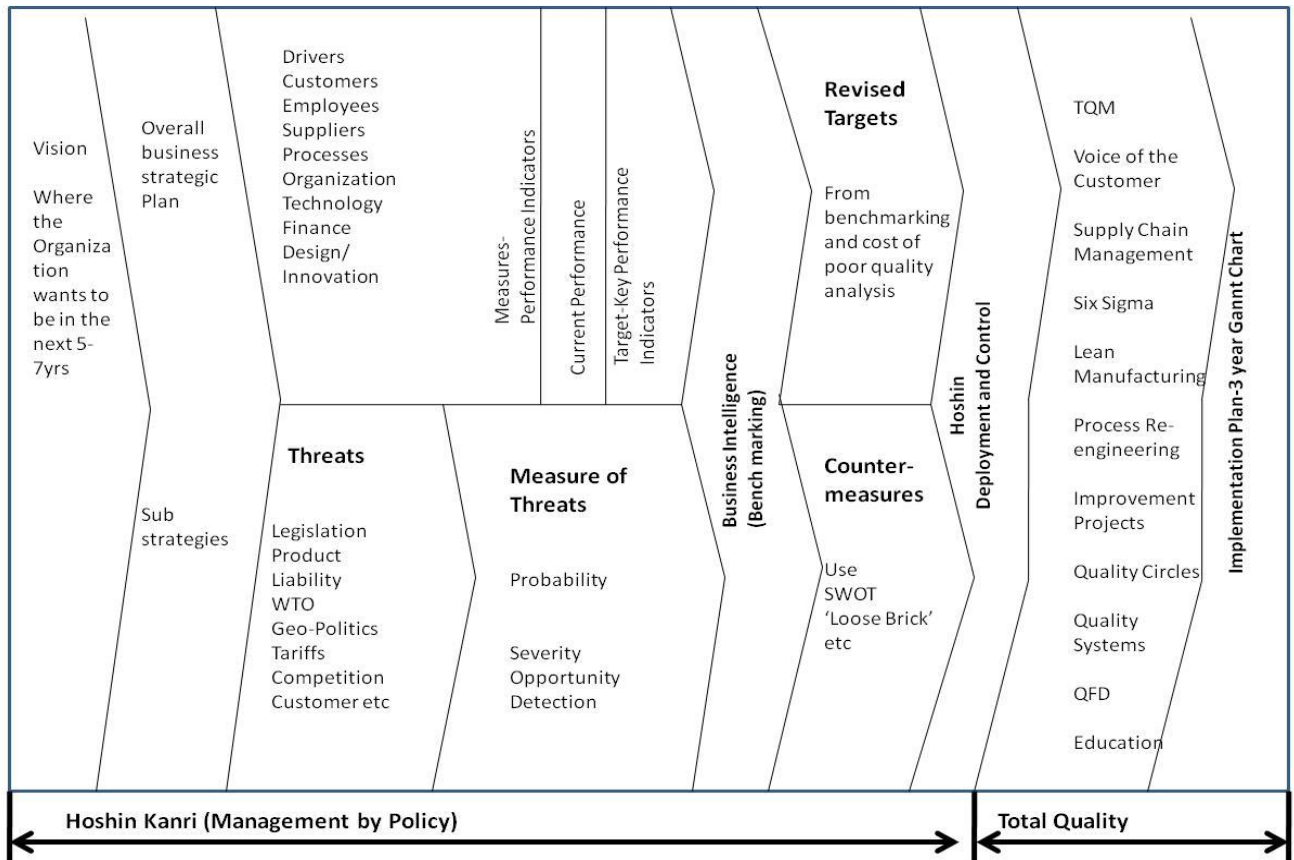 Vision
Where
the
Organiza
tion
wants to
be in the
next 5-
7yrs
Overall
business
strategic
Plan
Sub
strategies
Drivers
Customers
Employees
Suppliers
Processes
Organization
Technology
Finance
Design/
Innovation
Measures-
Performance Indicators
Current Performance
Target-Key Performance
Indicators
Threats
Legislation
Product
Liability
WTO
Geo-Politics
Tariffs
Competition
Customer etc
Measure of
Threats
Probability
Severity
Opportunity
Detection
Business Intelligence
(Bench marking)
Revised
Targets
From
benchmarking
and cost of
poor quality
analysis
Counter-
measures
Use
SWOT
‘Loose Brick’
etc
Hoshin
Deployment and Control
TQM
Voice of the
Customer
Supply Chain
Management
Six Sigma
Lean
Manufacturing
Process Re-
engineering
Improvement
Projects
Quality Circles
Quality
Systems
QFD
Education
Implementation Plan-3 year Gannt Chart
Hoshin Kanri (Management by Policy)
Total Quality